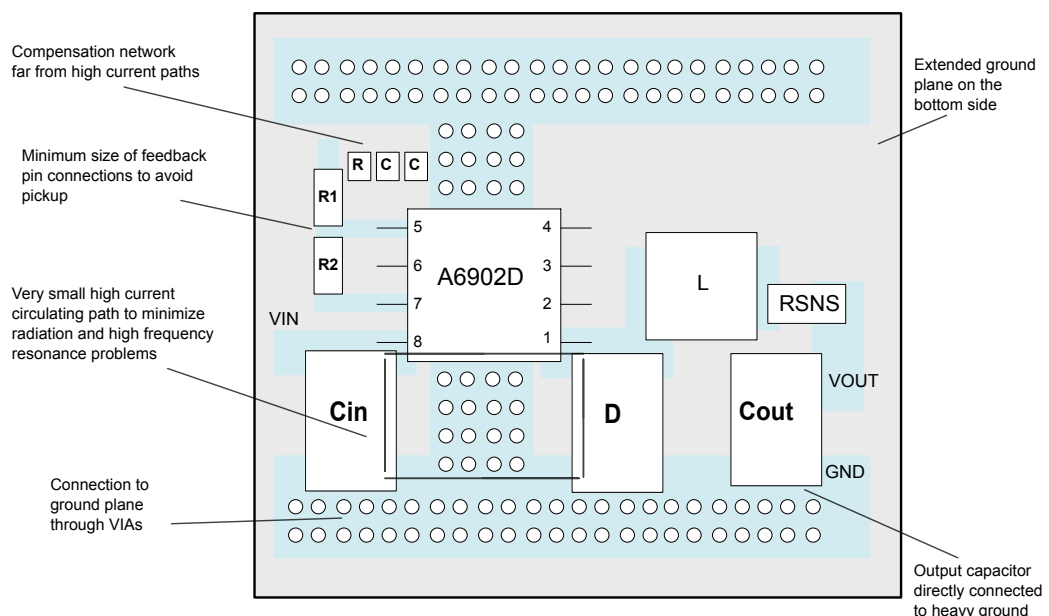 Compensation network
far from high current paths
Extended ground
plane on the
bottom side
Minimum size of feedback
pin connections to avoid
pickup
R C C
R1
R2
5 4
6 3
7 2
8 1
A6902D
L
RSNS
Very small high current
circulating path to minimize
radiation and high frequency
resonance problems
VIN
VOUT
Cin
D
Cout
GND
Connection to
ground plane
through VIAs
Output capacitor
directly connected
to heavy ground